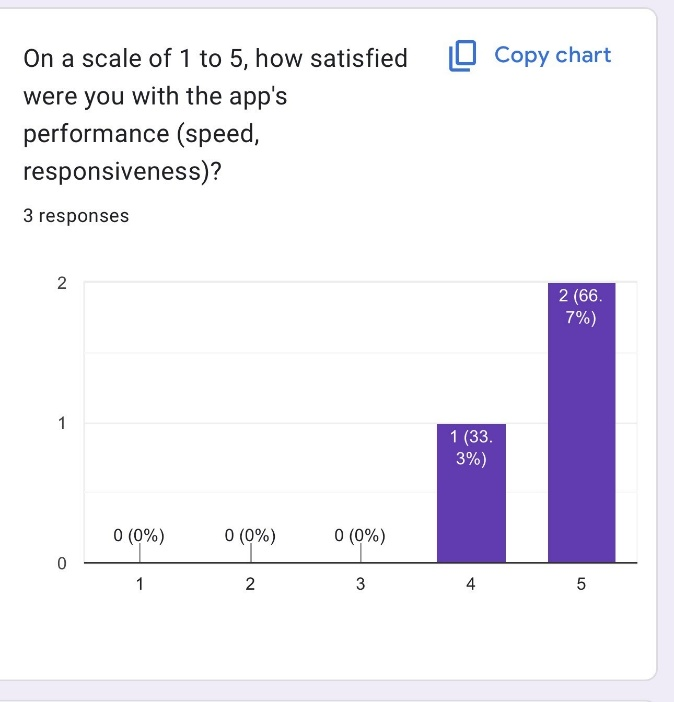 On a scale of 1 to 5, how satisfied
were you with the app's
performance (speed,
responsiveness)?
Copy chart
3 responses
2
2 (66.
7%)
1
1 (33.
3%)
0 (0%)
0 (0%)
0 (0%)
0
1
2
3
4
5